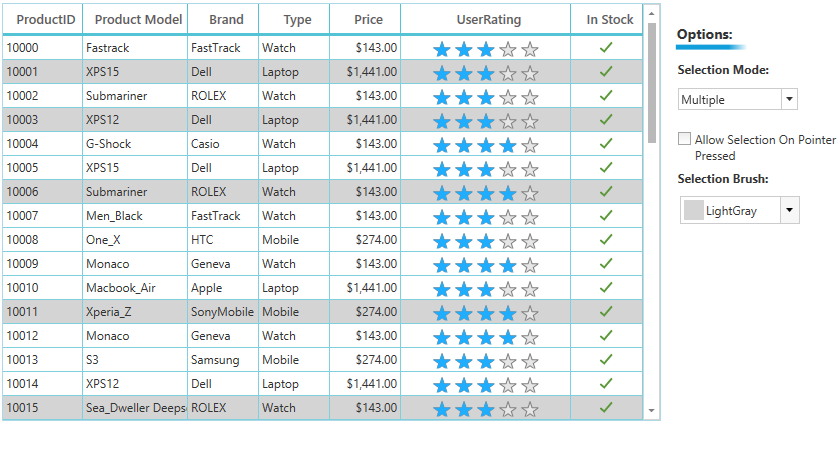 ProductID Product Model Brand Type Price UserRating In Stock
10000 Fastrack FastTrack Watch $143.00
10001 XPS15 Dell Laptop $1,441.00
10002 Submariner ROLEX Watch $143.00
10003 XPS12 Dell Laptop $1,441.00
10004 G-Shock Casio Watch $143.00
10005 XPS15 Dell Laptop $1,441.00
10006 Submariner ROLEX Watch $143.00
10007 Men_Black FastTrack Watch $143.00
10008 One_X HTC Mobile $274.00
10009 Monaco Geneva Watch $143.00
10010 Macbook_Air Apple Laptop $1,441.00
10011 Xperia_Z SonyMobile Mobile $274.00
10012 Monaco Geneva Watch $143.00
10013 S3 Samsung Mobile $274.00
10014 XPS12 Dell Laptop $1,441.00
10015 Sea_Dweller Deeps ROLEX Watch $143.00
Options:
Selection Mode:
Multiple
Allow Selection On Pointer
Pressed
Selection Brush:
LightGray